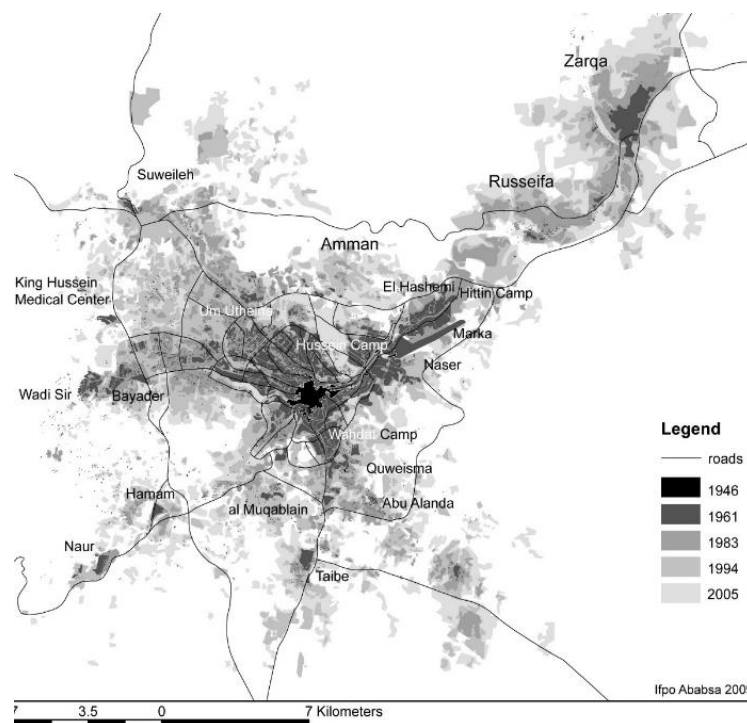 Zarqa
Russeifa
Suweileh
Amman
King Hussein
Medical Center
El Hashemi
Hittin Camp
Um Utheina
Hussein Camp
Marka
Naser
Wadi Sir
Bayader
Wahdat Camp
Quweisma
Hamam
al Muqablain
Abu Alanda
Naur
Taibe
Legend
roads
1946
1961
1983
1994
2005
Ifpo Ababsa 2005
7 3.5 0 7 Kilometers